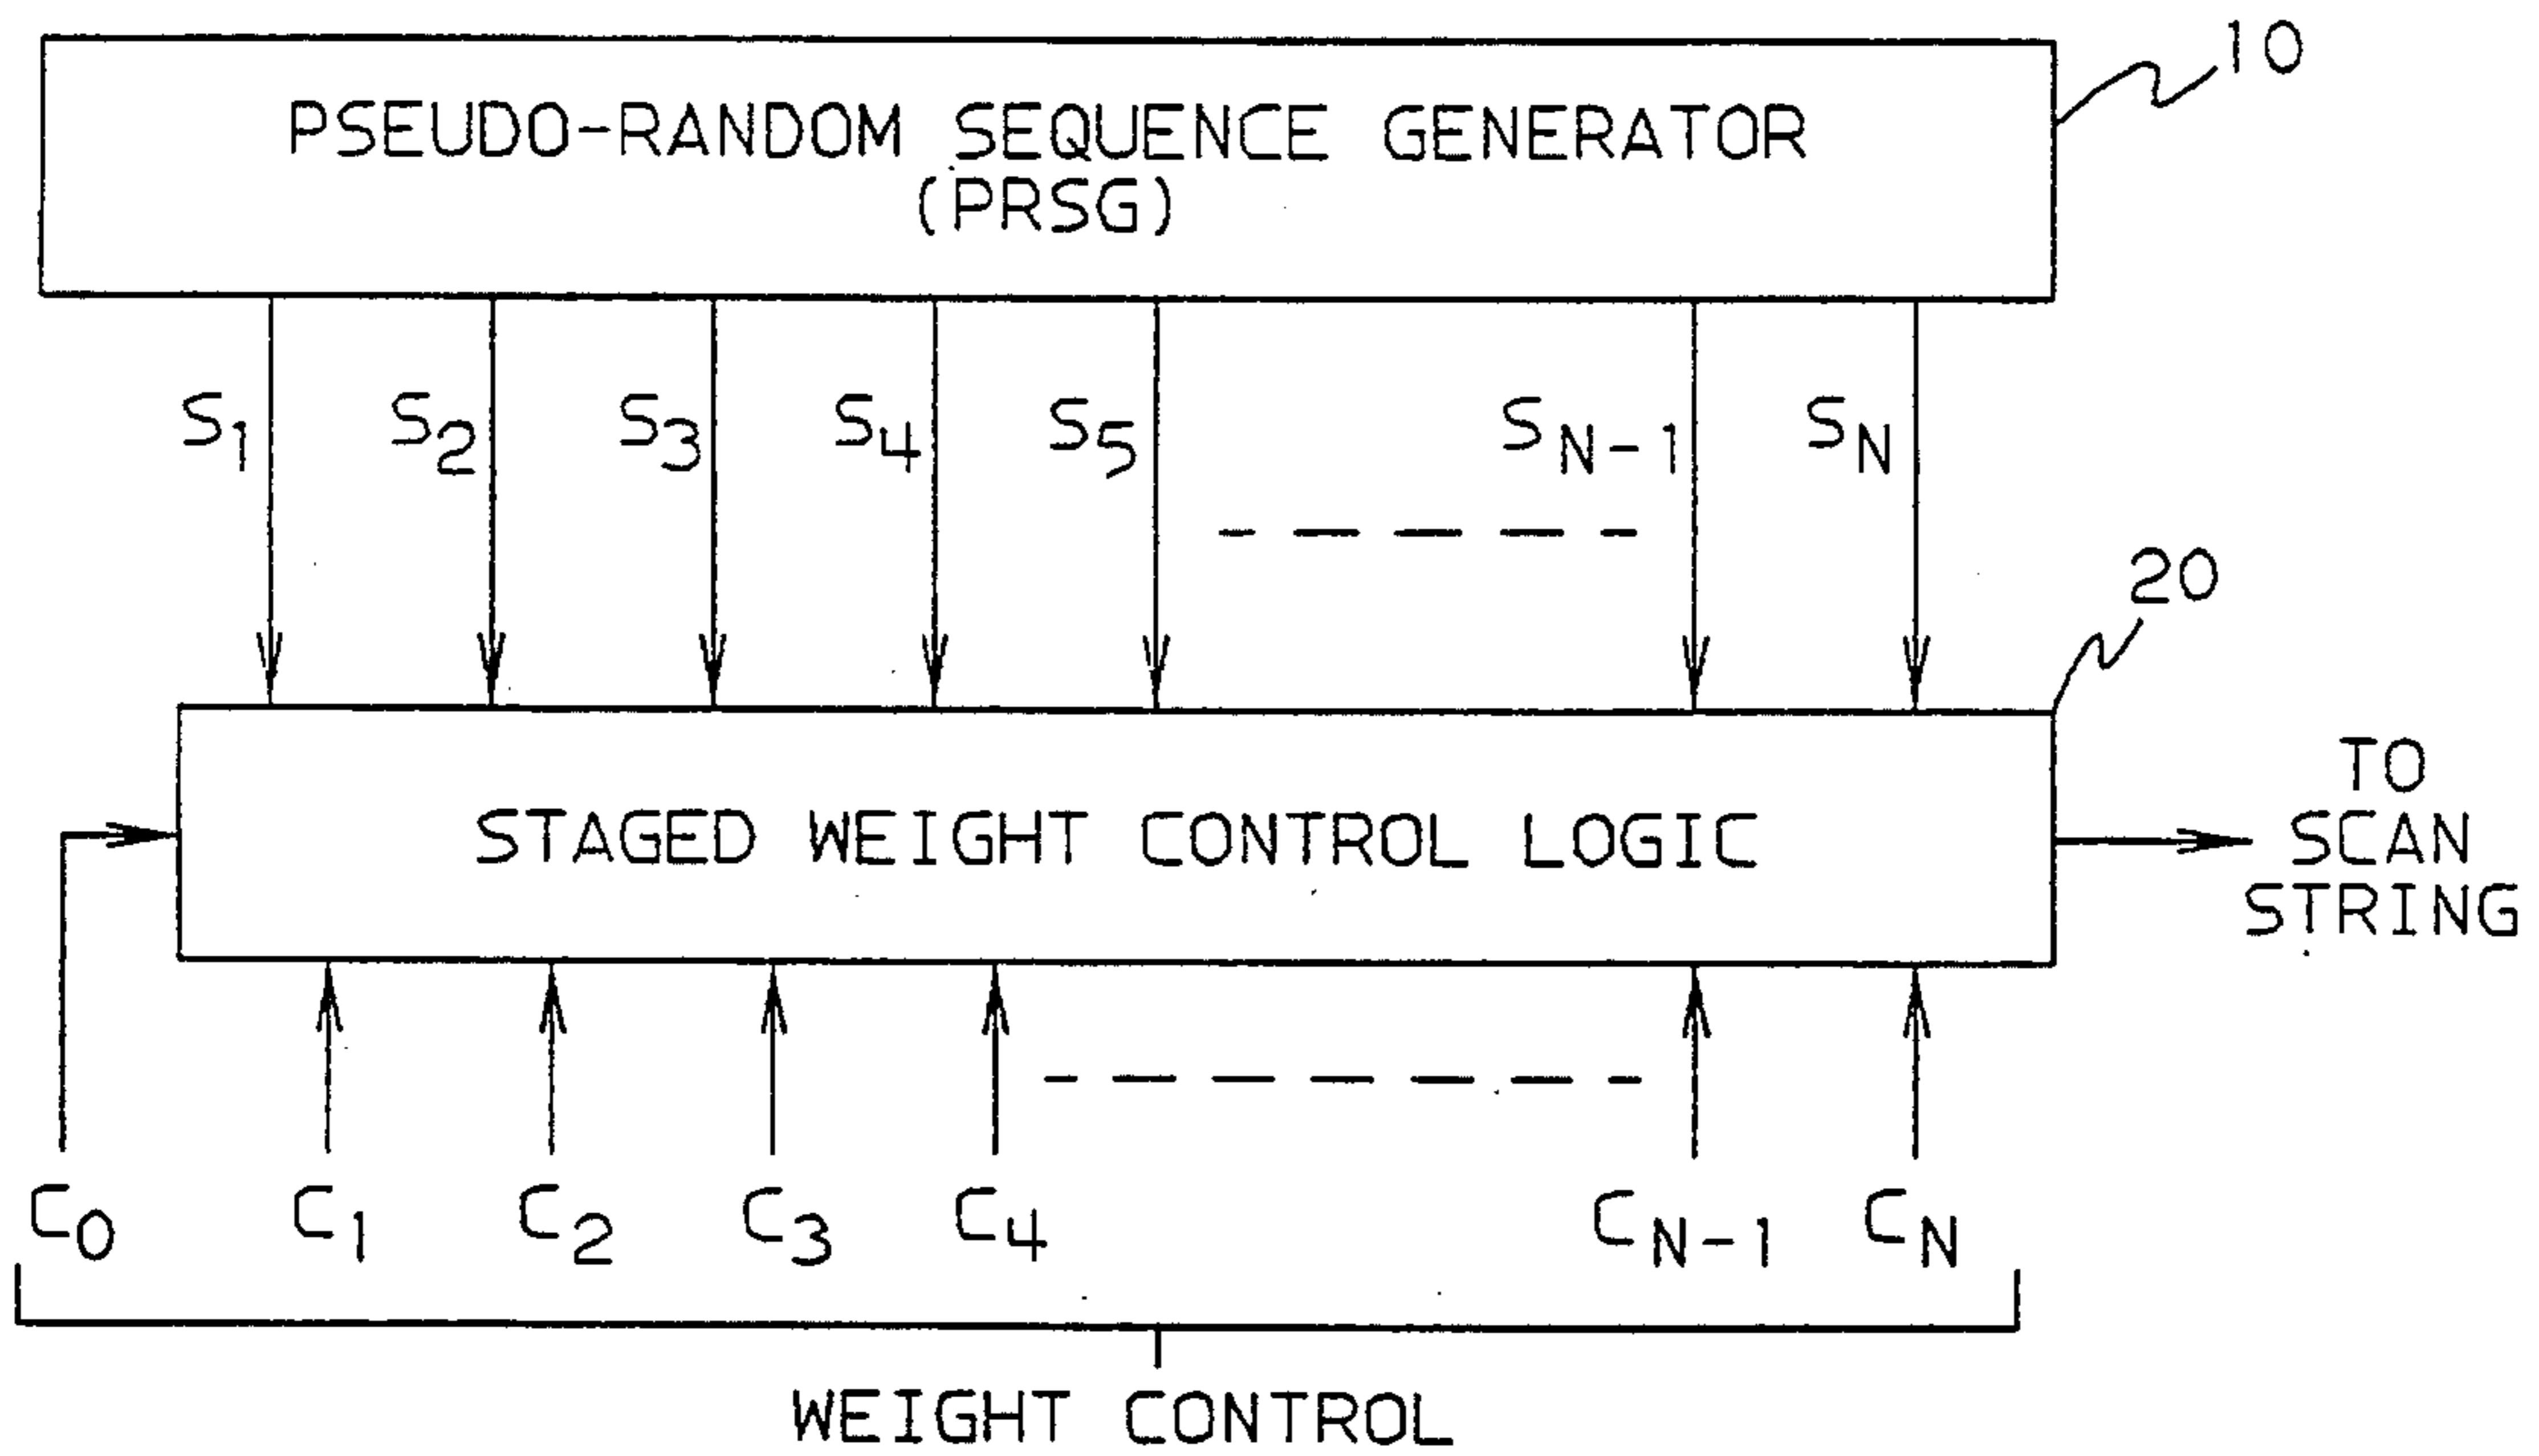 10
PSEUDO-RANDOM SEQUENCE GENERATOR
(PRSG)
S1 S2 S3 S4 S5 SN-1 SN
20
STAGED WEIGHT CONTROL LOGIC
TO
SCAN
STRING
C0 C1 C2 C3 C4 CN-1 CN
WEIGHT CONTROL